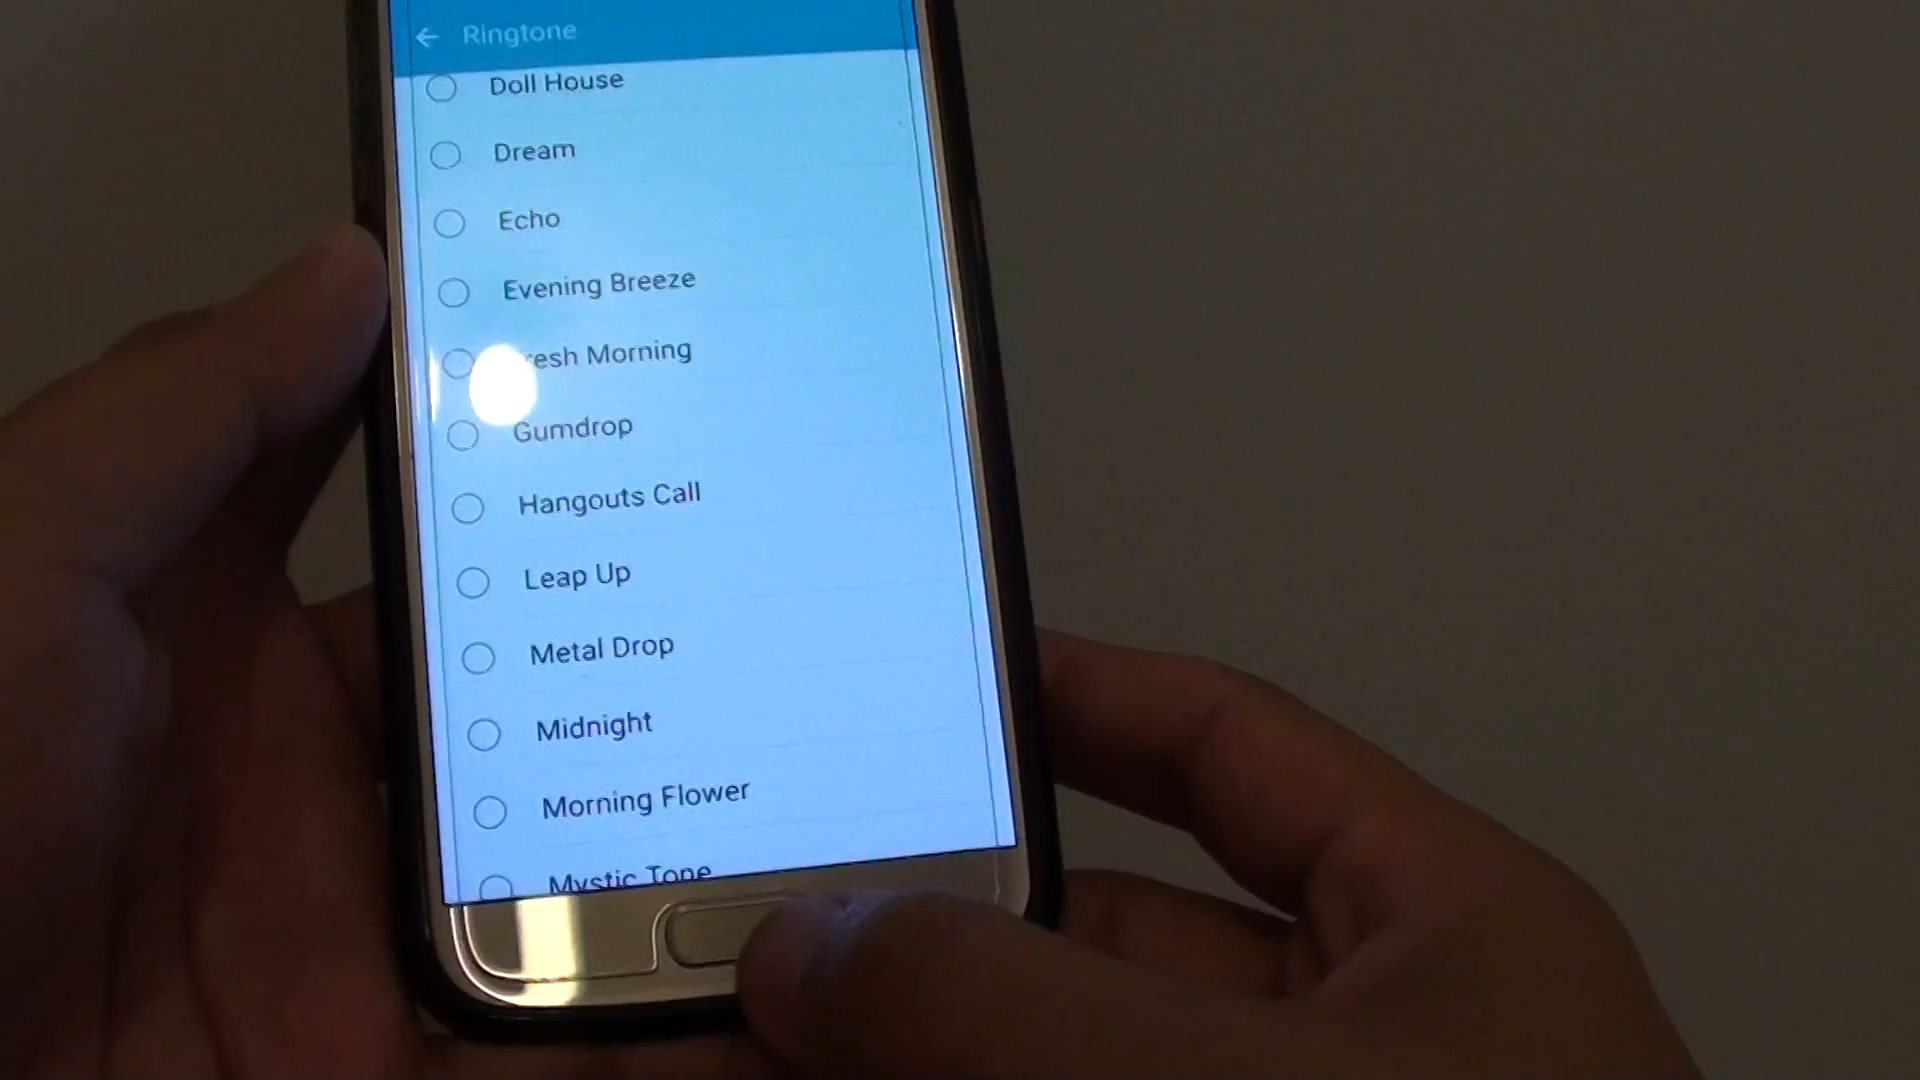 Ringtone
Doll House
Dream
Echo
Evening Breeze
resh Morning
Gumdrop
Hangouts Call
Leap Up
Metal Drop
Midnight
Morning Flower
Mystic Tone